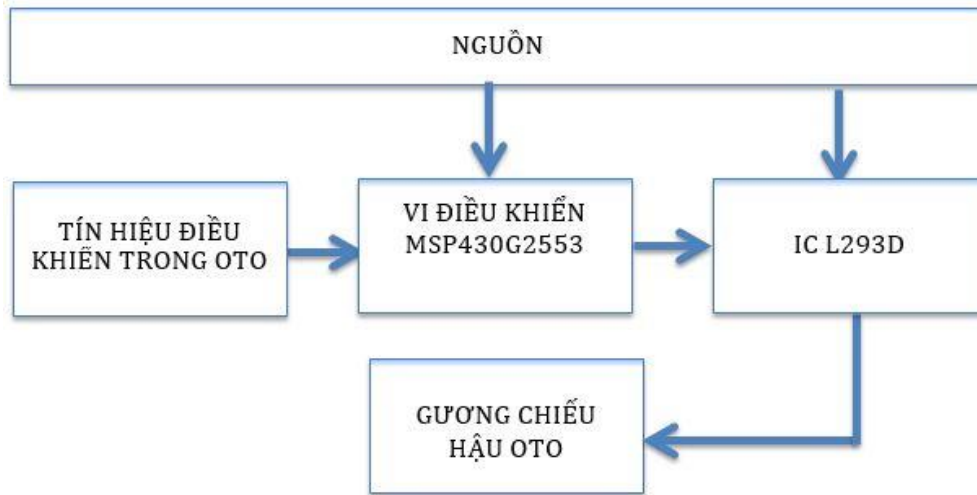 NGUỒN
TÍN HIỆU ĐIỀU
KHIỂN TRONG OTO
VI ĐIỀU KHIỂN
MSP430G2553
IC L293D
GƯƠNG CHIẾU
HẬU OTO